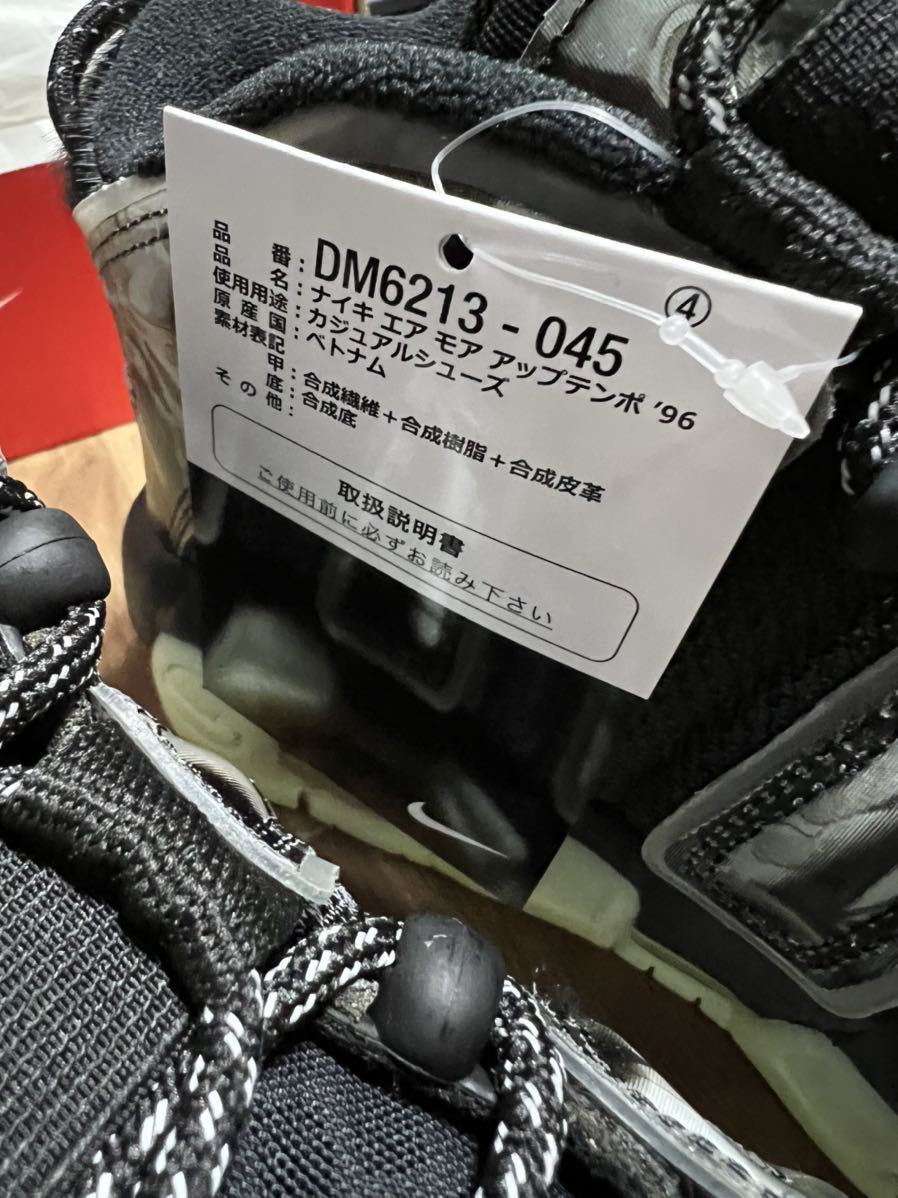 ④
品番：DM6213 - 045
品名：ナイキ エア モア アップテンポ '96
使用用途：カジュアルシューズ
原産国：ベトナム
素材表記
甲：合成繊維＋合成樹脂＋合成皮革
底：合成底
その他：
取扱説明書
ご使用前に必ずお読み下さい